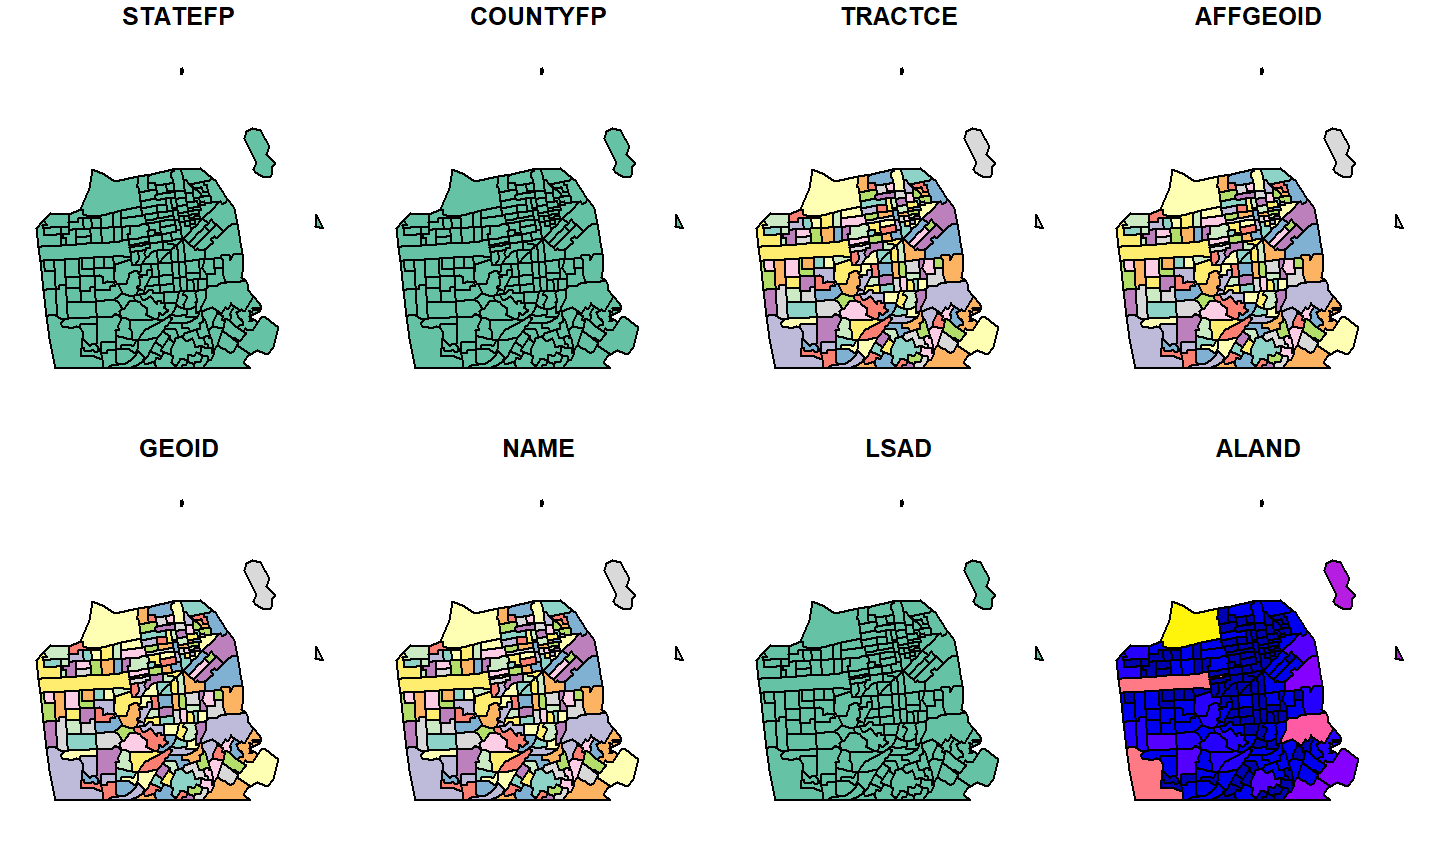 STATEFP
COUNTYFP
TRACTCE
AFFGEOID
GEOID
NAME
LSAD
ALAND